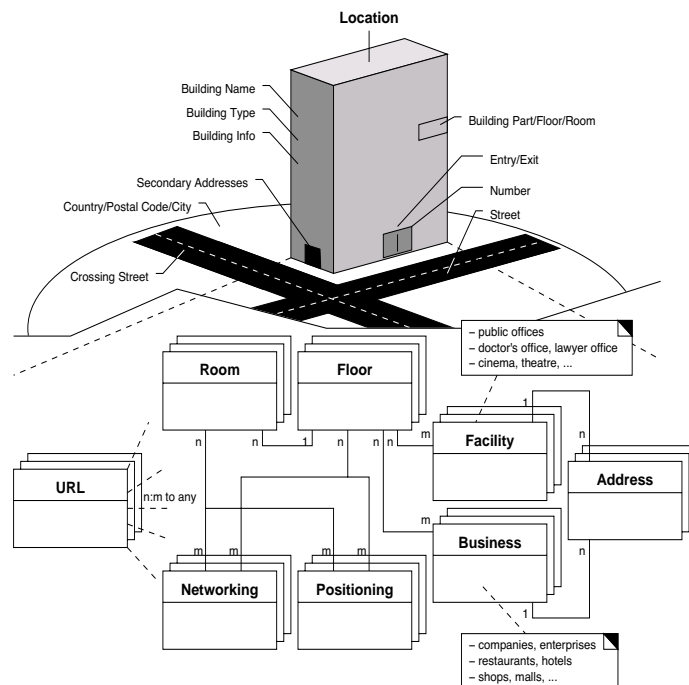 Location
Building Name
Building Type
Building Info
Building Part/Floor/Room
Entry/Exit
Secondary Addresses
Number
Country/Postal Code/City
Street
Crossing Street
– public offices
– doctor's office, lawyer office
– cinema, theatre, ...
Room
Floor
1
n
n
1
n
n
n
m
Facility
n
URL
n:m to any
Address
m
Business
n
m
m
m
m
Networking
Positioning
1
– companies, enterprises
– restaurants, hotels
– shops, malls, ...